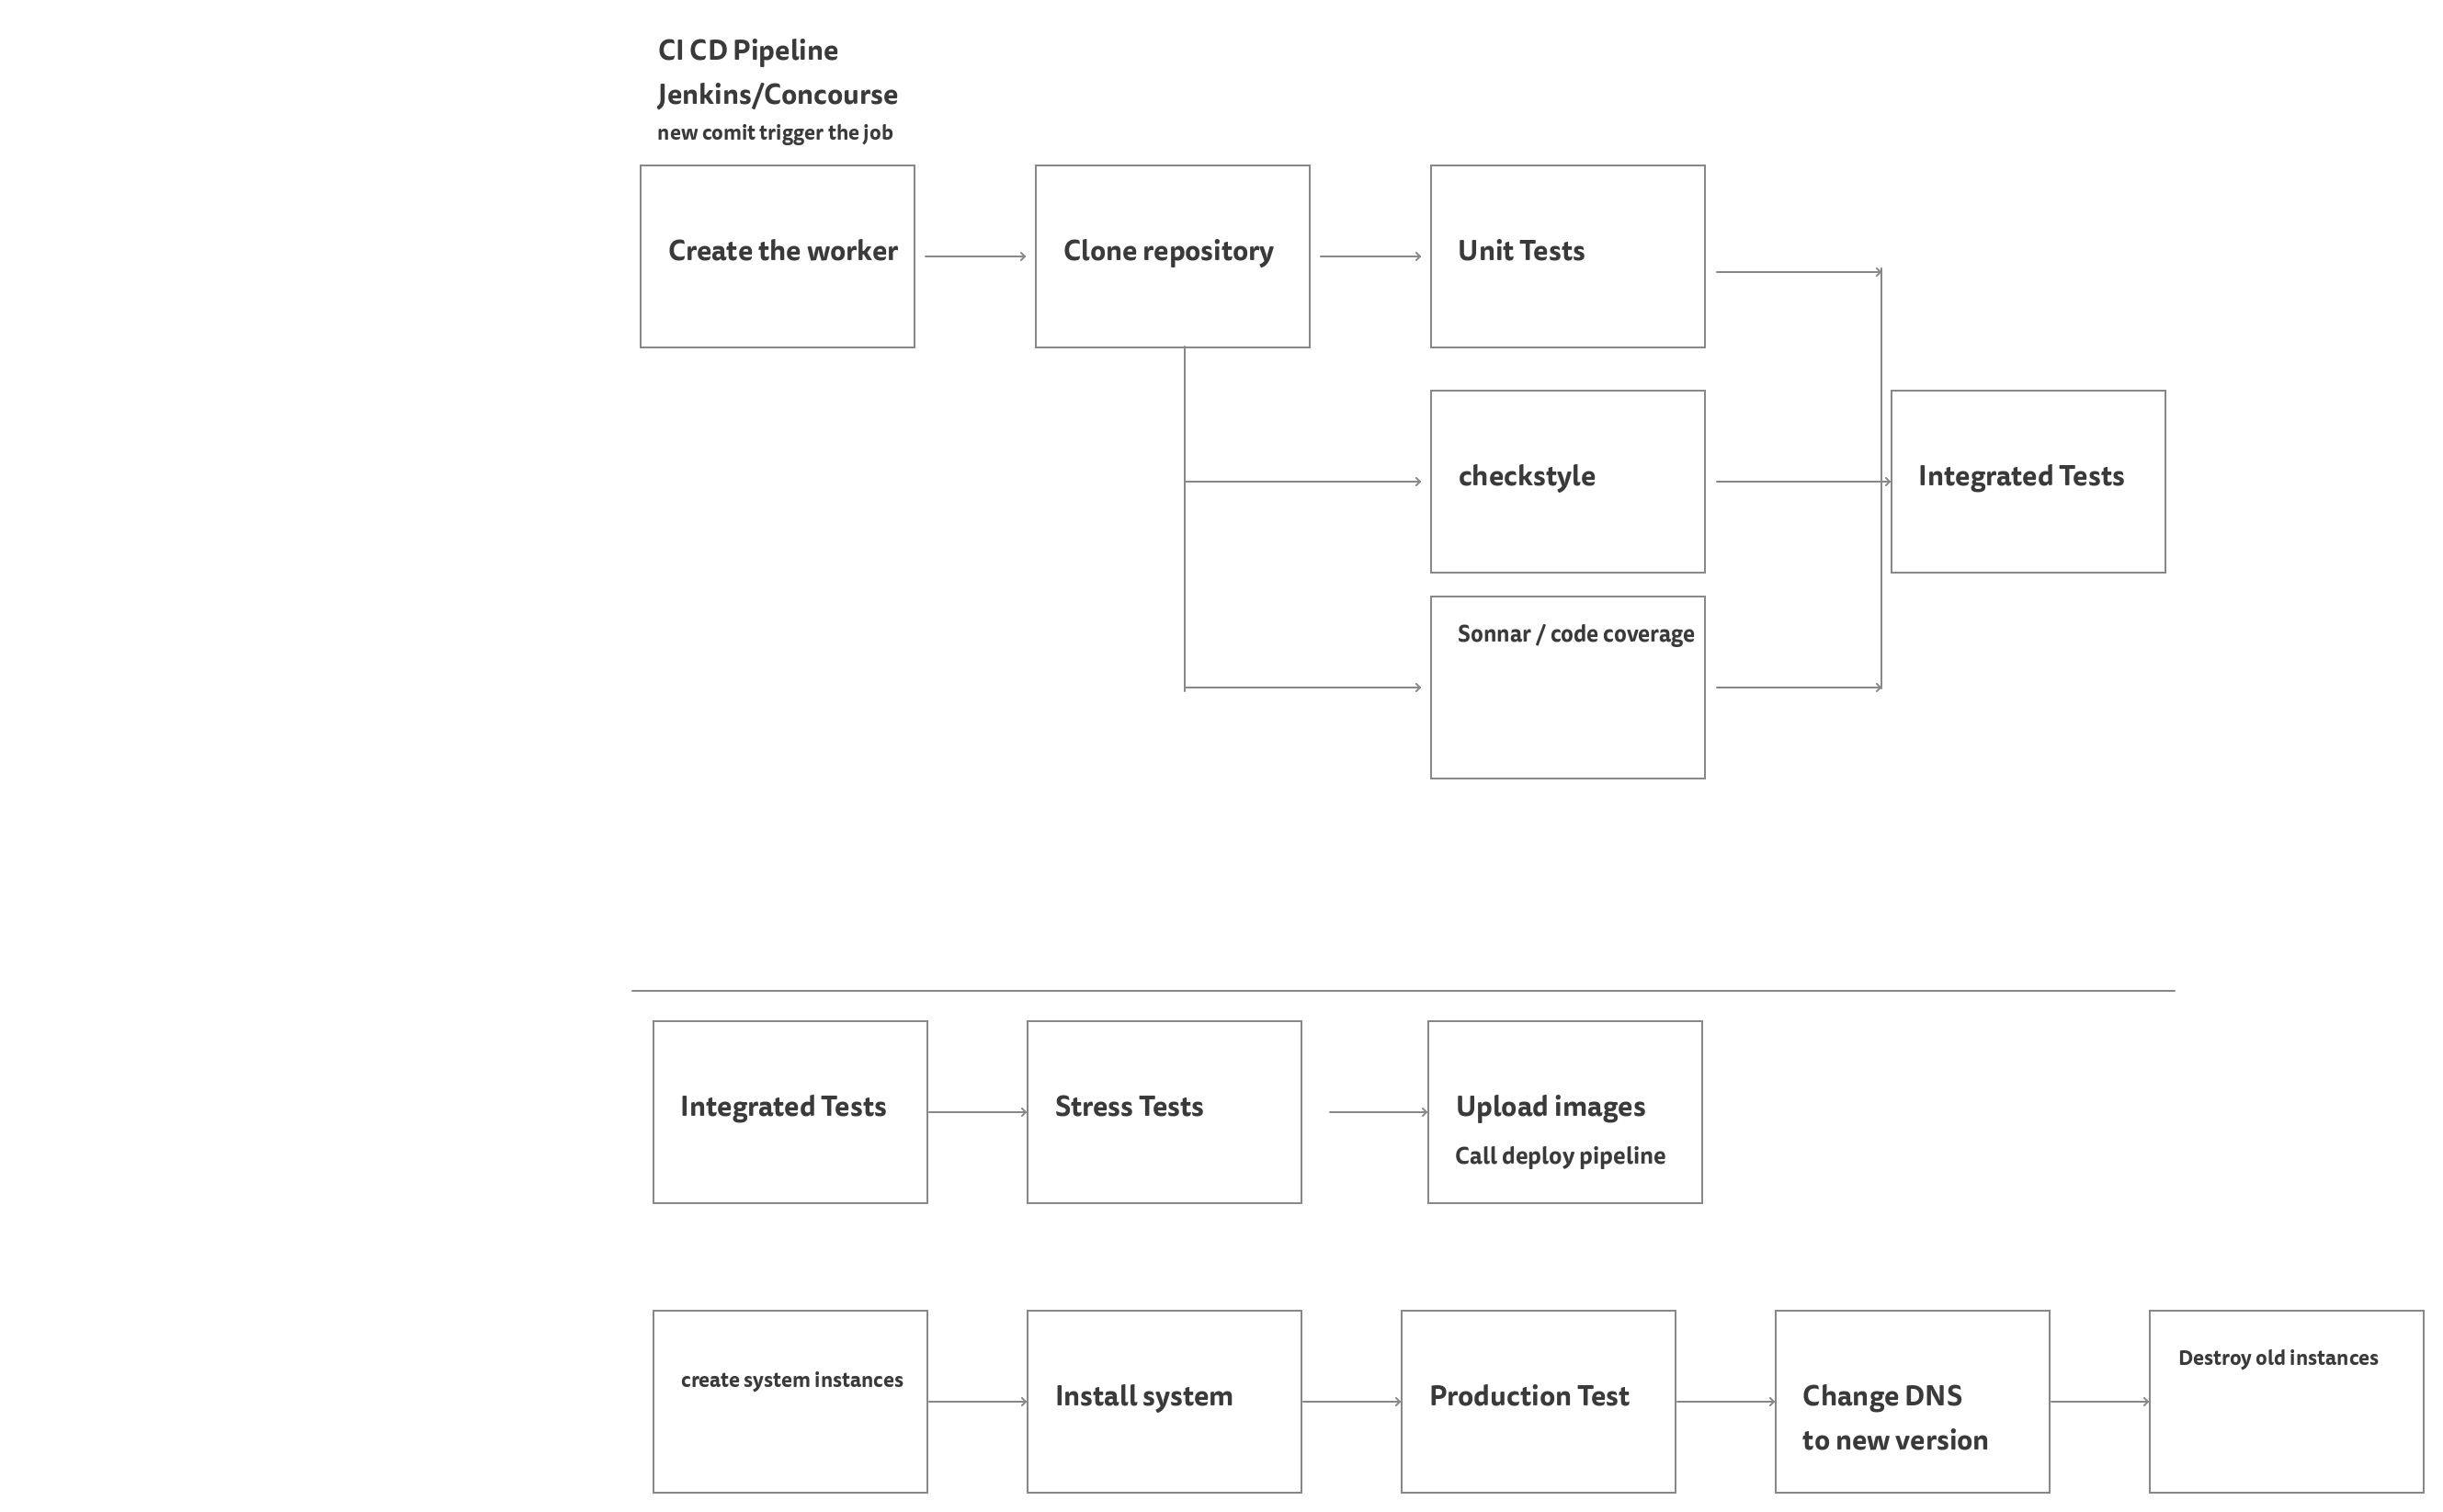 CI CD Pipeline
Jenkins/Concourse
new comit trigger the job
Create the worker
Clone repository
Unit Tests
checkstyle
Integrated Tests
Sonnar / code coverage
Integrated Tests
Stress Tests
Upload images
Call deploy pipeline
create system instances
Install system
Production Test
Change DNS
to new version
Destroy old instances